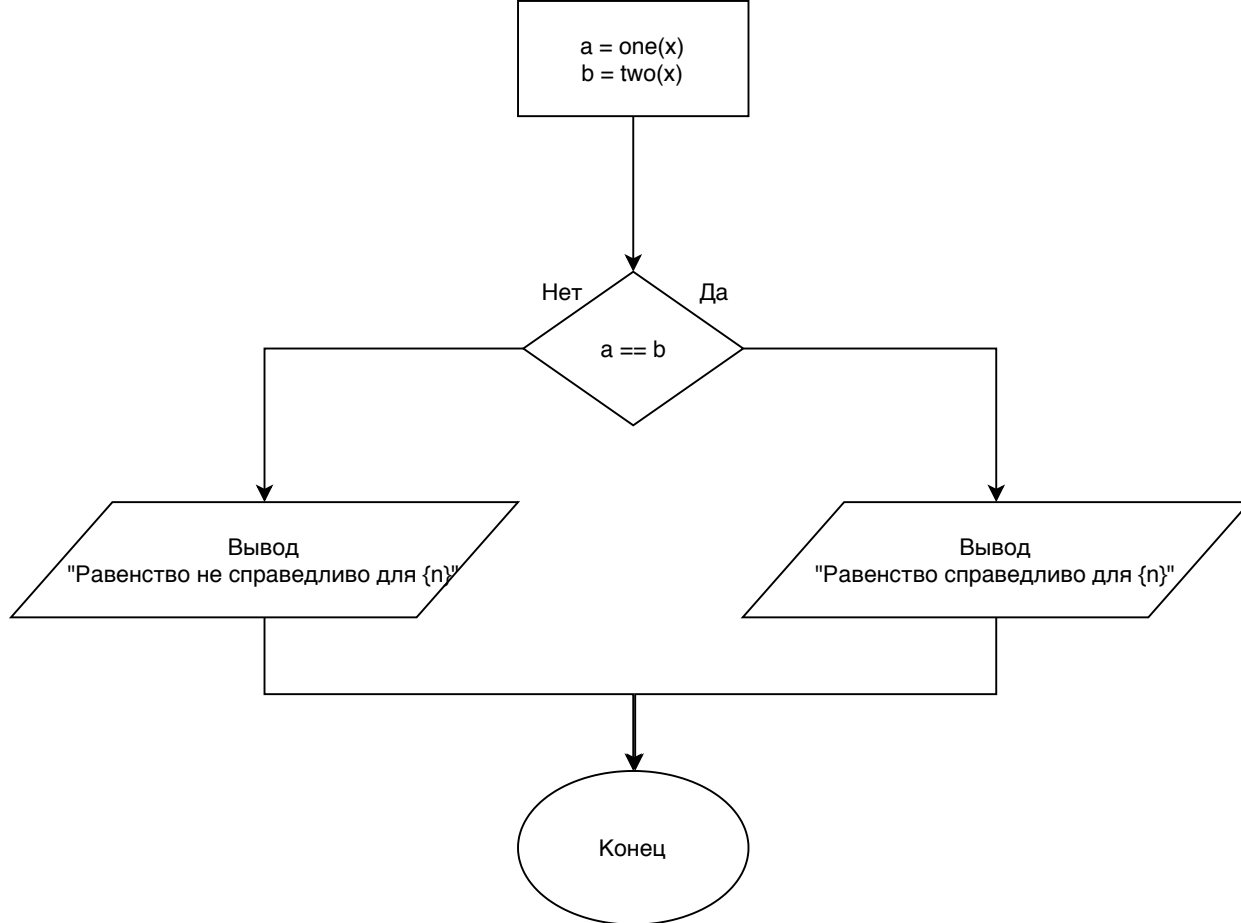 a = one(x)
b = two(x)
Нет
Да
a == b
Вывод
"Равенство не справедливо для {n}"
Вывод
"Равенство справедливо для {n}"
Конец